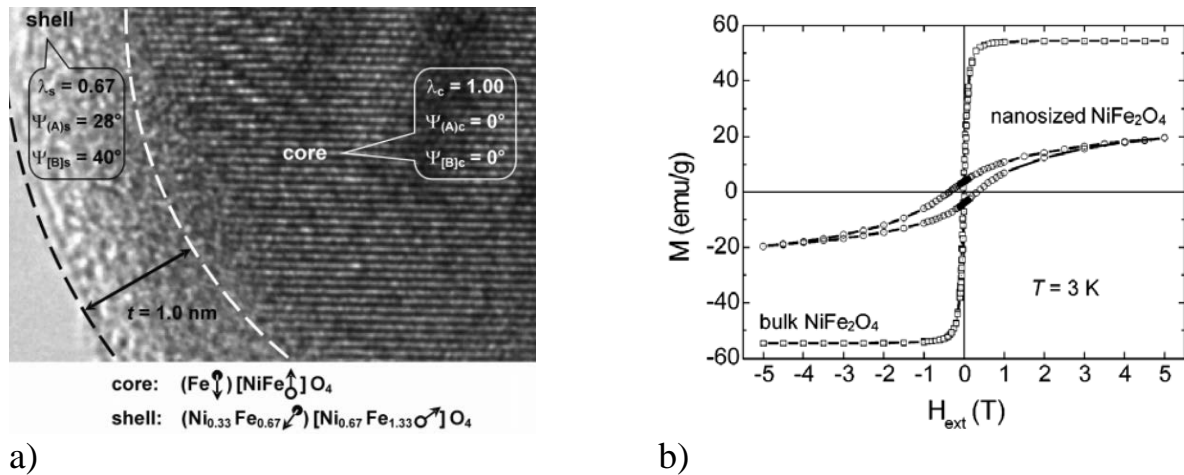 shell
λs = 0.67
Ψ(A)s = 28°
Ψ[B]s = 40°
λc = 1.00
Ψ(A)c = 0°
Ψ[B]c = 0°
core
t = 1.0 nm
core: (Fe) [NiFe] O4
shell: (Ni0.33 Fe0.67) [Ni0.67 Fe1.33] O4
a)
60
40
20
0
-20
-40
-60
M (emu/g)
nanosized NiFe2O4
T = 3 K
bulk NiFe2O4
-5 -4 -3 -2 -1 0 1 2 3 4 5
Hext (T)
b)